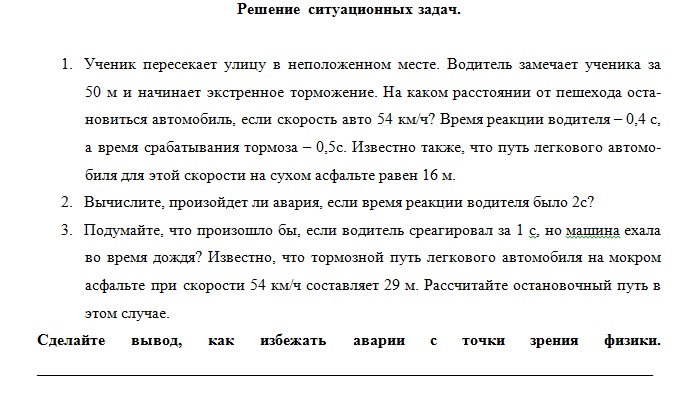 Решение ситуационных задач.
1. Ученик пересекает улицу в неположенном месте. Водитель замечает ученика за
50 м и начинает экстренное торможение. На каком расстоянии от пешехода оста-
новиться автомобиль, если скорость авто 54 км/ч? Время реакции водителя – 0,4 с,
а время срабатывания тормоза – 0,5с. Известно также, что путь легкового автомо-
биля для этой скорости на сухом асфальте равен 16 м.
2. Вычислите, произойдет ли авария, если время реакции водителя было 2с?
3. Подумайте, что произошло бы, если водитель среагировал за 1 с, но машина ехала
во время дождя? Известно, что тормозной путь легкового автомобиля на мокром
асфальте при скорости 54 км/ч составляет 29 м. Рассчитайте остановочный путь в
этом случае.
Сделайте вывод, как избежать аварии с точки зрения физики.